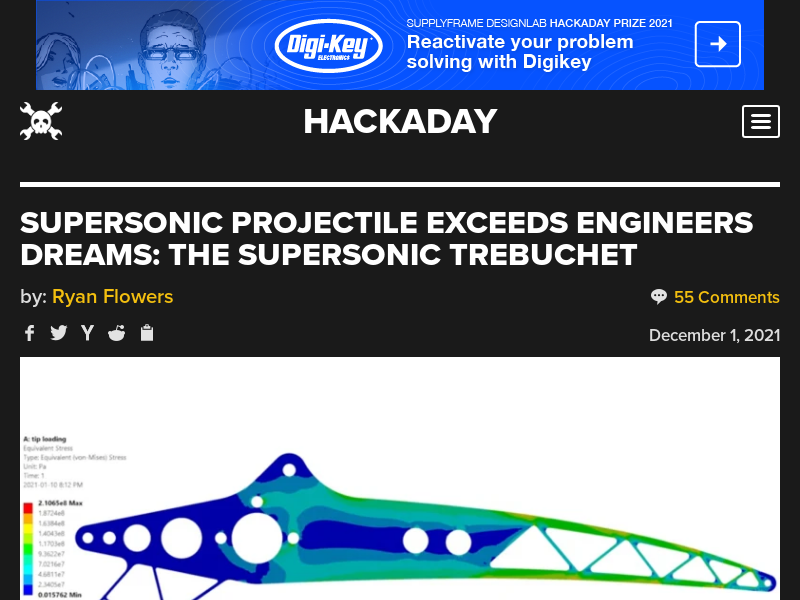 SUPPLYFRAME DESIGNLAB HACKADAY PRIZE 2021
Digi-Key
ELECTRONICS
Reactivate your problem
solving with Digikey
HACKADAY
SUPERSONIC PROJECTILE EXCEEDS ENGINEERS
DREAMS: THE SUPERSONIC TREBUCHET
by: Ryan Flowers
55 Comments
December 1, 2021
A: tip loading
Equivalent Stress
Type: Equivalent (von-Mises) Stress
Unit: Pa
Time: 1
2021-01-10 8:12 PM
2.1065e8 Max
1.8724e8
1.6384e8
1.4043e8
1.1703e8
9.3622e7
7.0216e7
4.6811e7
2.3405e7
0.015762 Min